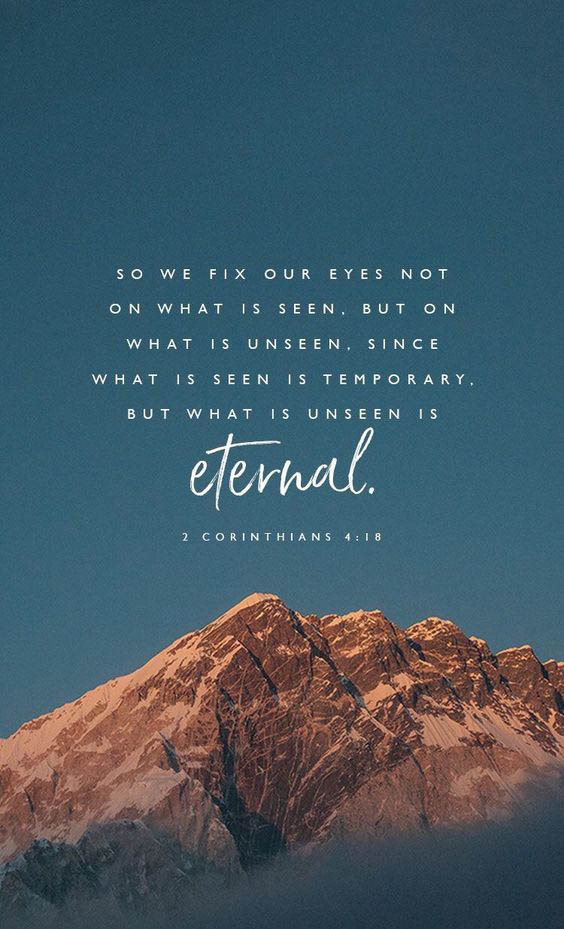 SO WE FIX OUR EYES NOT
ON WHAT IS SEEN, BUT ON
WHAT IS UNSEEN, SINCE
WHAT IS SEEN IS TEMPORARY,
BUT WHAT IS UNSEEN IS
eternal.
2 CORINTHIANS 4:18